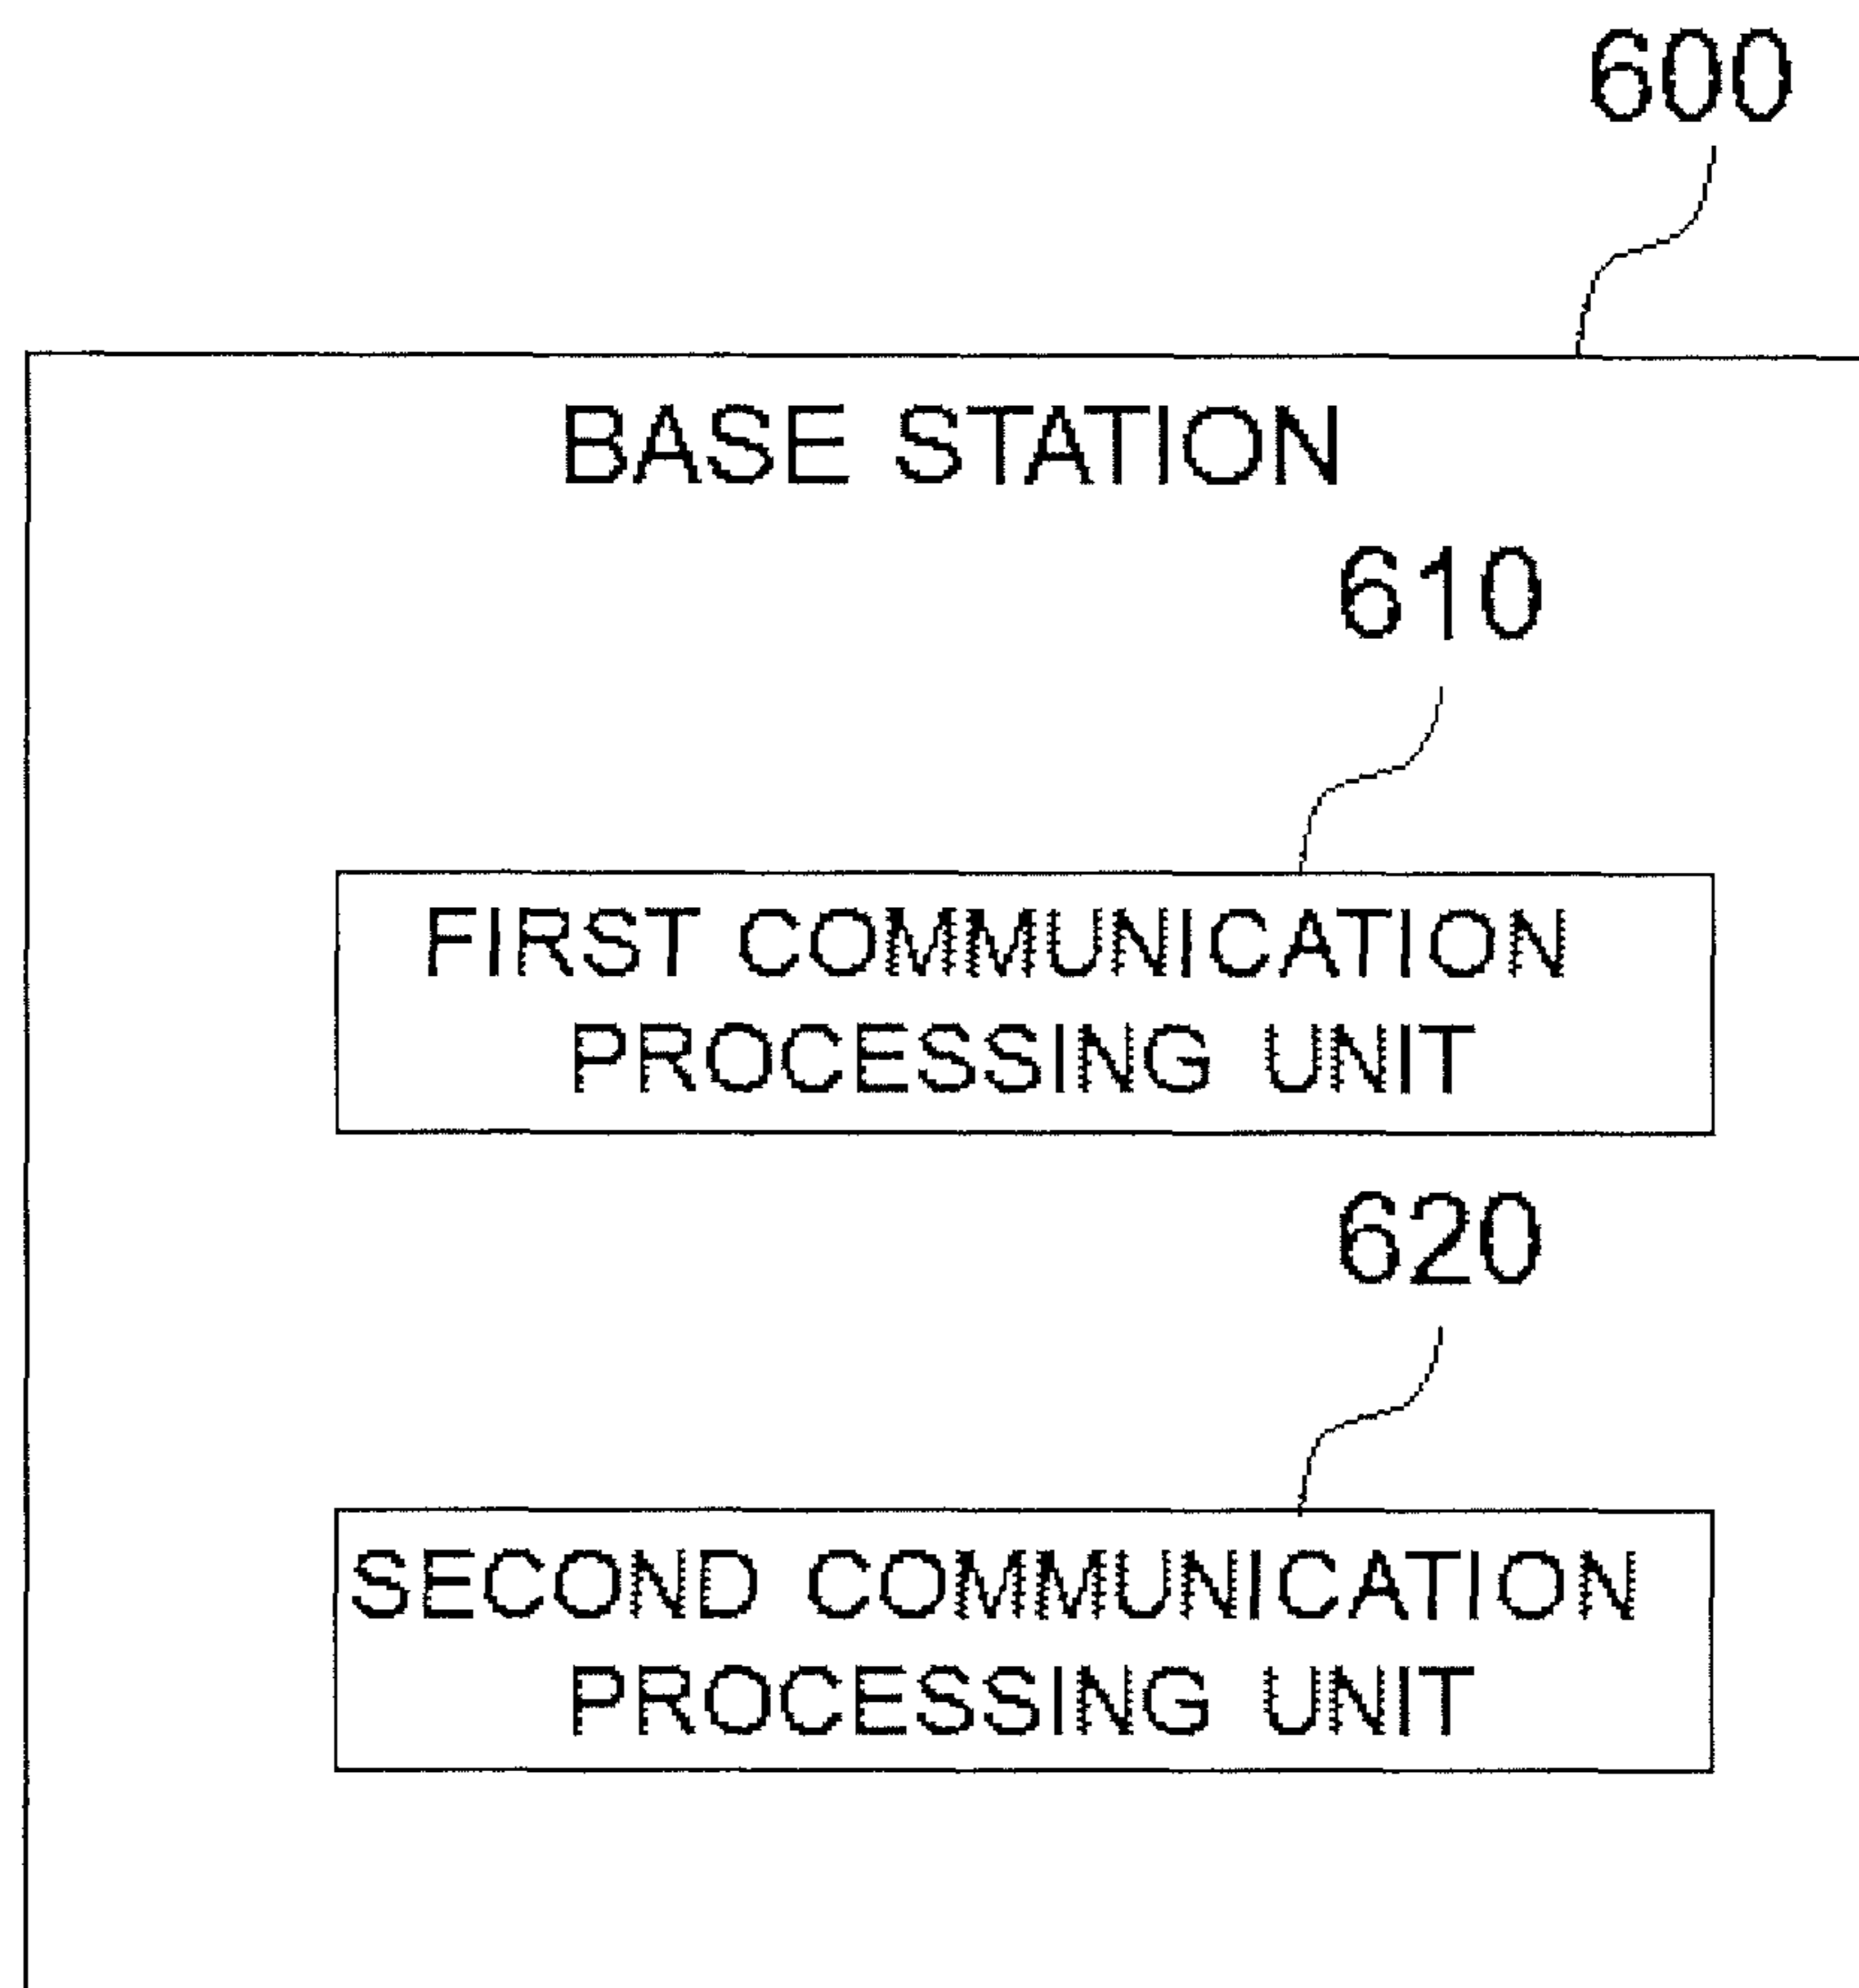 600
BASE STATION
610
FIRST COMMUNICATION
PROCESSING UNIT
620
SECOND COMMUNICATION
PROCESSING UNIT